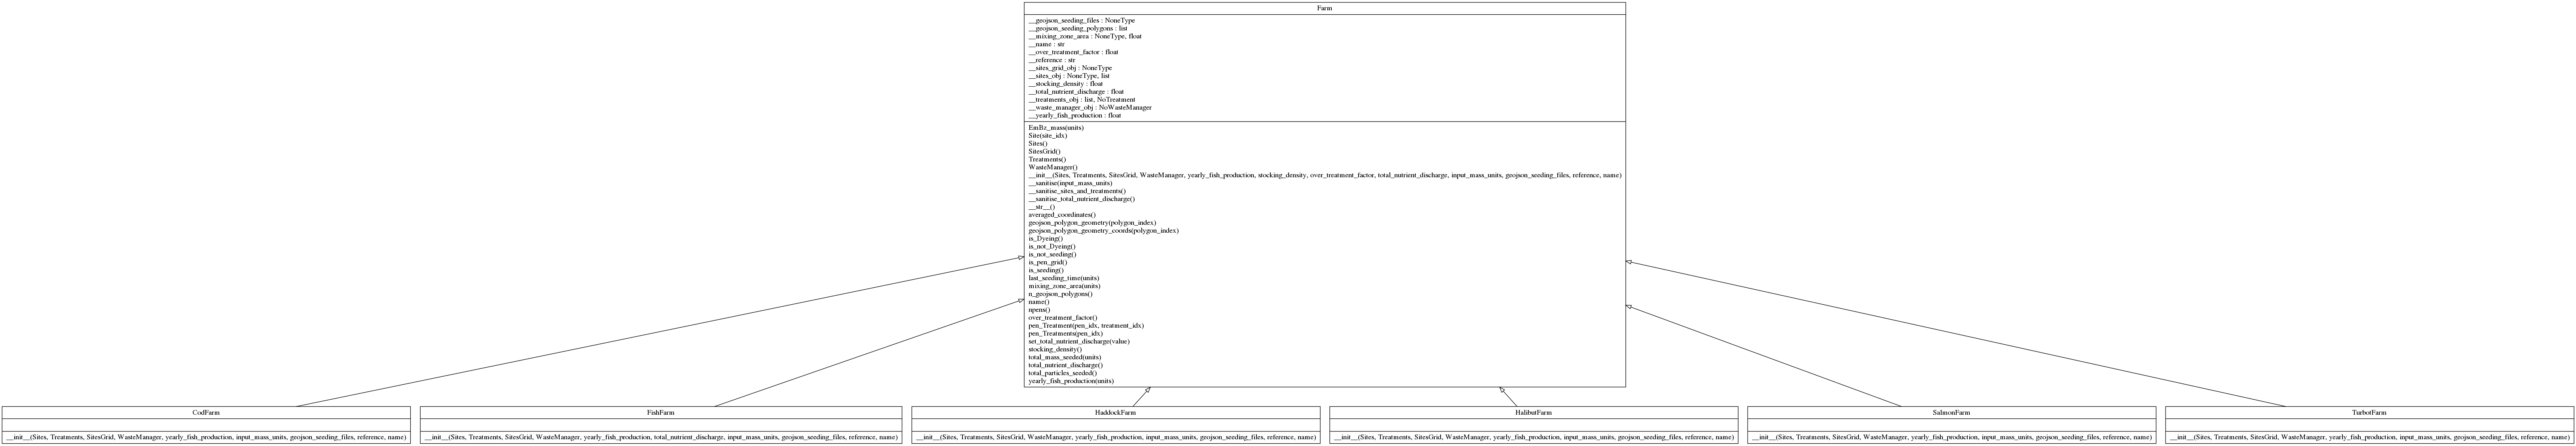 Farm
__geojson_seeding_files : NoneType
__geojson_seeding_polygons : list
__mixing_zone_area : NoneType, float
__name : str
__over_treatment_factor : float
__reference : str
__sites_grid_obj : NoneType
__sites_obj : NoneType, list
__stocking_density : float
__total_nutrient_discharge : float
__treatments_obj : list, NoTreatment
__waste_manager_obj : NoWasteManager
__yearly_fish_production : float
EmBz_mass(units)
Site(site_idx)
Sites()
SitesGrid()
Treatments()
WasteManager()
__init__(Sites, Treatments, SitesGrid, WasteManager, yearly_fish_production, stocking_density, over_treatment_factor, total_nutrient_discharge, input_mass_units, geojson_seeding_files, reference, name)
__sanitise(input_mass_units)
__sanitise_sites_and_treatments()
__sanitise_total_nutrient_discharge()
__str__()
averaged_coordinates()
geojson_polygon_geometry(polygon_index)
geojson_polygon_geometry_coords(polygon_index)
is_Dyeing()
is_not_Dyeing()
is_not_seeding()
is_pen_grid()
is_seeding()
last_seeding_time(units)
mixing_zone_area(units)
n_geojson_polygons()
name()
npens()
over_treatment_factor()
pen_Treatment(pen_idx, treatment_idx)
pen_Treatments(pen_idx)
set_total_nutrient_discharge(value)
stocking_density()
total_mass_seeded(units)
total_nutrient_discharge()
total_particles_seeded()
yearly_fish_production(units)
CodFarm
__init__(Sites, Treatments, SitesGrid, WasteManager, yearly_fish_production, input_mass_units, geojson_seeding_files, reference, name)
FishFarm
__init__(Sites, Treatments, SitesGrid, WasteManager, yearly_fish_production, total_nutrient_discharge, input_mass_units, geojson_seeding_files, reference, name)
HaddockFarm
__init__(Sites, Treatments, SitesGrid, WasteManager, yearly_fish_production, input_mass_units, geojson_seeding_files, reference, name)
HalibutFarm
__init__(Sites, Treatments, SitesGrid, WasteManager, yearly_fish_production, input_mass_units, geojson_seeding_files, reference, name)
SalmonFarm
__init__(Sites, Treatments, SitesGrid, WasteManager, yearly_fish_production, input_mass_units, geojson_seeding_files, reference, name)
TurbotFarm
__init__(Sites, Treatments, SitesGrid, WasteManager, yearly_fish_production, input_mass_units, geojson_seeding_files, reference, name)